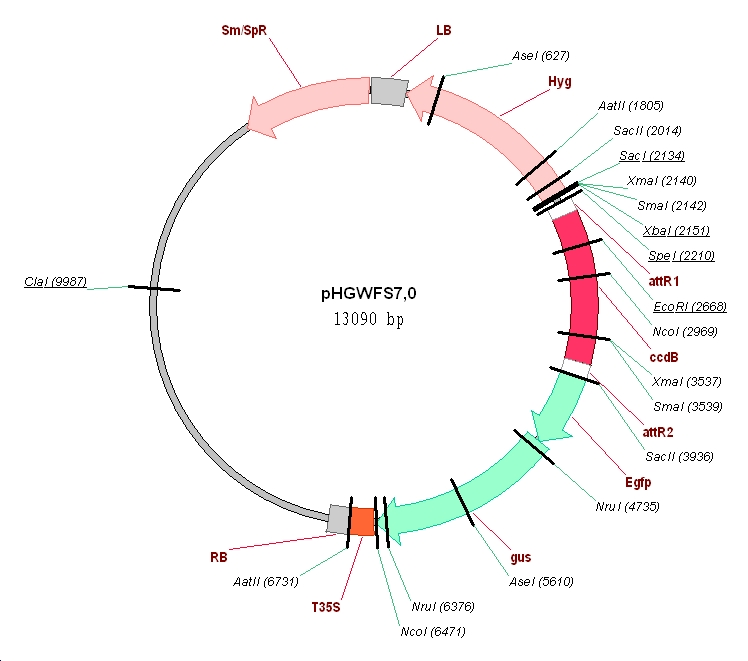 Sm/SpR
LB
AseI (627)
Hyg
AatII (1805)
SacII (2014)
SacI (2134)
XmaI (2140)
SmaI (2142)
XbaI (2151)
SpeI (2210)
attR1
EcoRI (2668)
NcoI (2969)
ccdB
XmaI (3537)
SmaI (3539)
attR2
SacII (3936)
Egfp
NruI (4735)
gus
AseI (5610)
NruI (6376)
NcoI (6471)
T35S
AatII (6731)
RB
ClaI (9987)
pHGWFS7,0
13090 bp